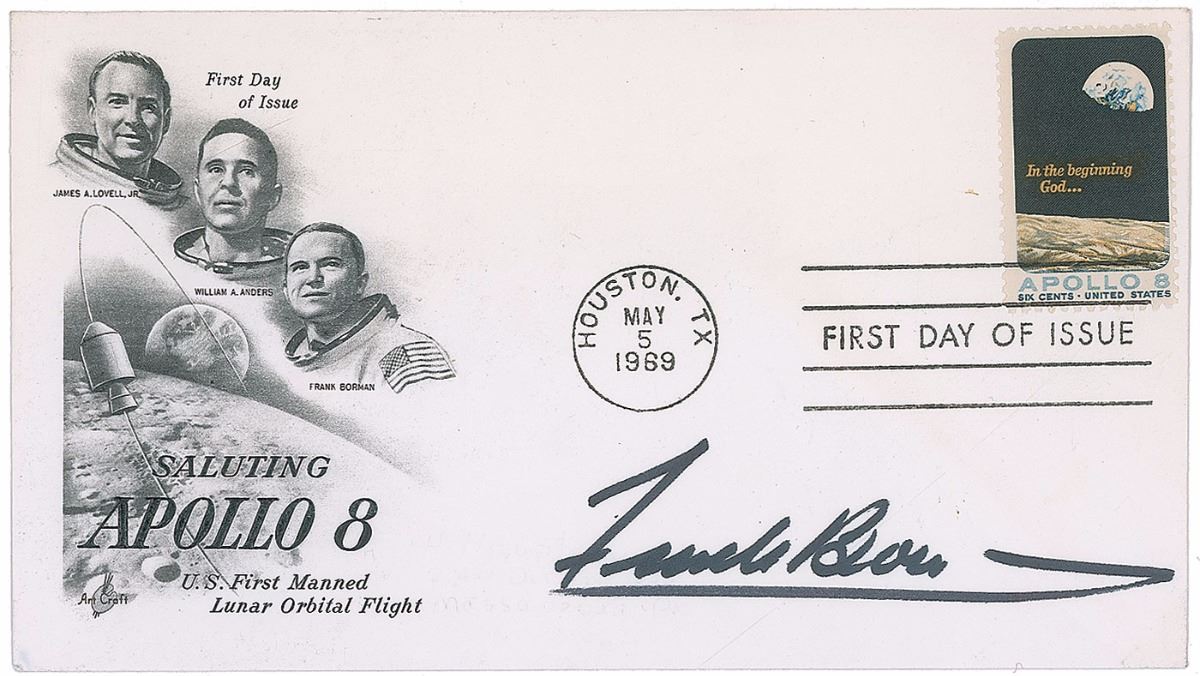 First Day
of Issue
JAMES A. LOVELL, JR.
WILLIAM A. ANDERS
FRANK BORMAN
SALUTING
APOLLO 8
U.S. First Manned
Lunar Orbital Flight
Art Craft
HOUSTON, TX
MAY
5
1969
In the beginning
God...
APOLLO 8
SIX CENTS · UNITED STATES
FIRST DAY OF ISSUE
Frank Borman